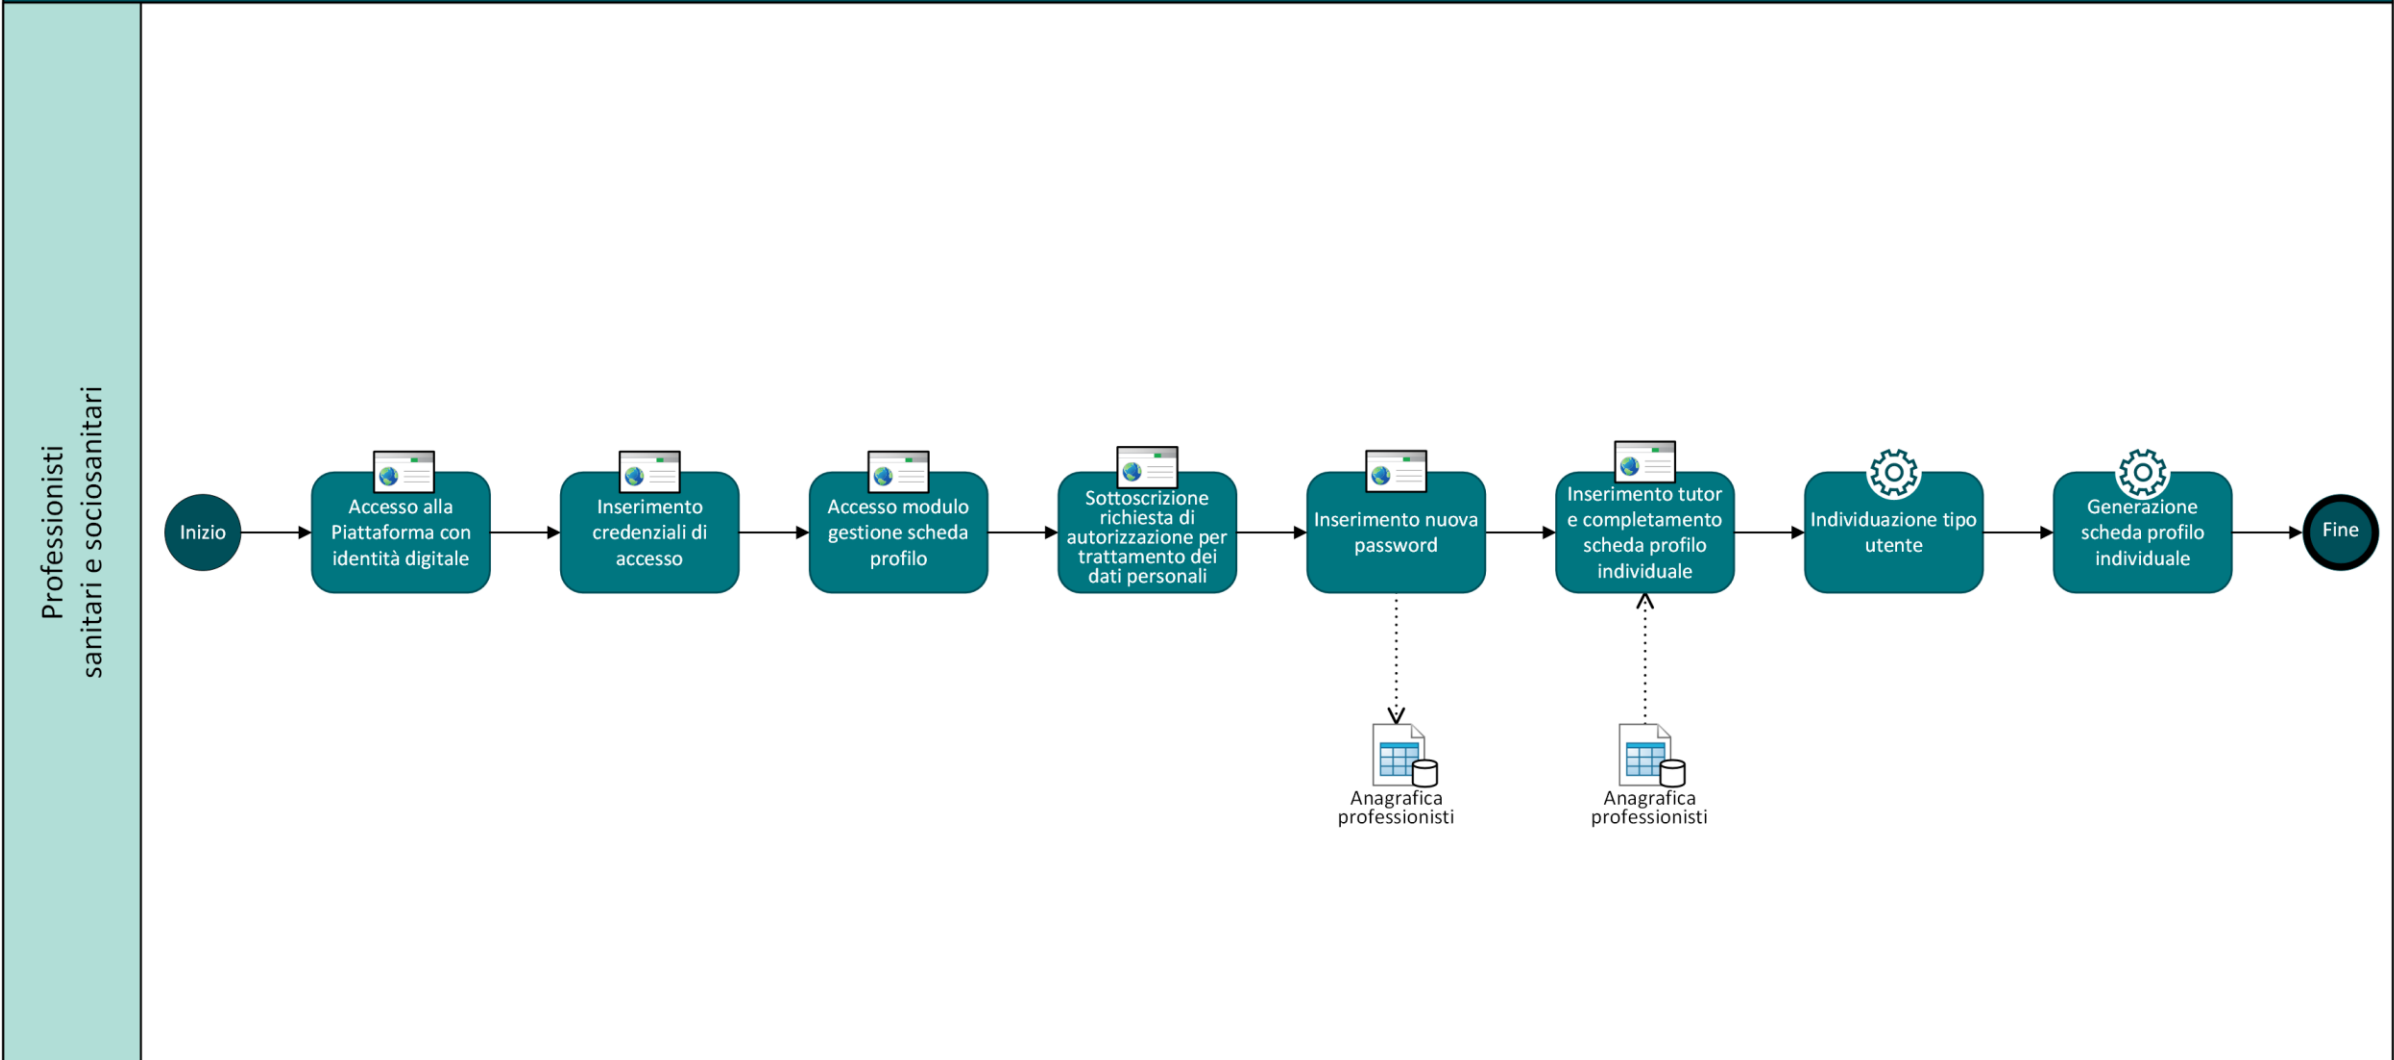 Professionisti
sanitari e sociosanitari
Inizio
Accesso alla
Piattaforma con
identità digitale
Inserimento
credenziali di
accesso
Accesso modulo
gestione scheda
profilo
Sottoscrizione
richiesta di
autorizzazione per
trattamento dei
dati personali
Inserimento nuova
password
Inserimento tutor
e completamento
scheda profilo
individuale
Individuazione tipo
utente
Generazione
scheda profilo
individuale
Fine
Anagrafica
professionisti
Anagrafica
professionisti